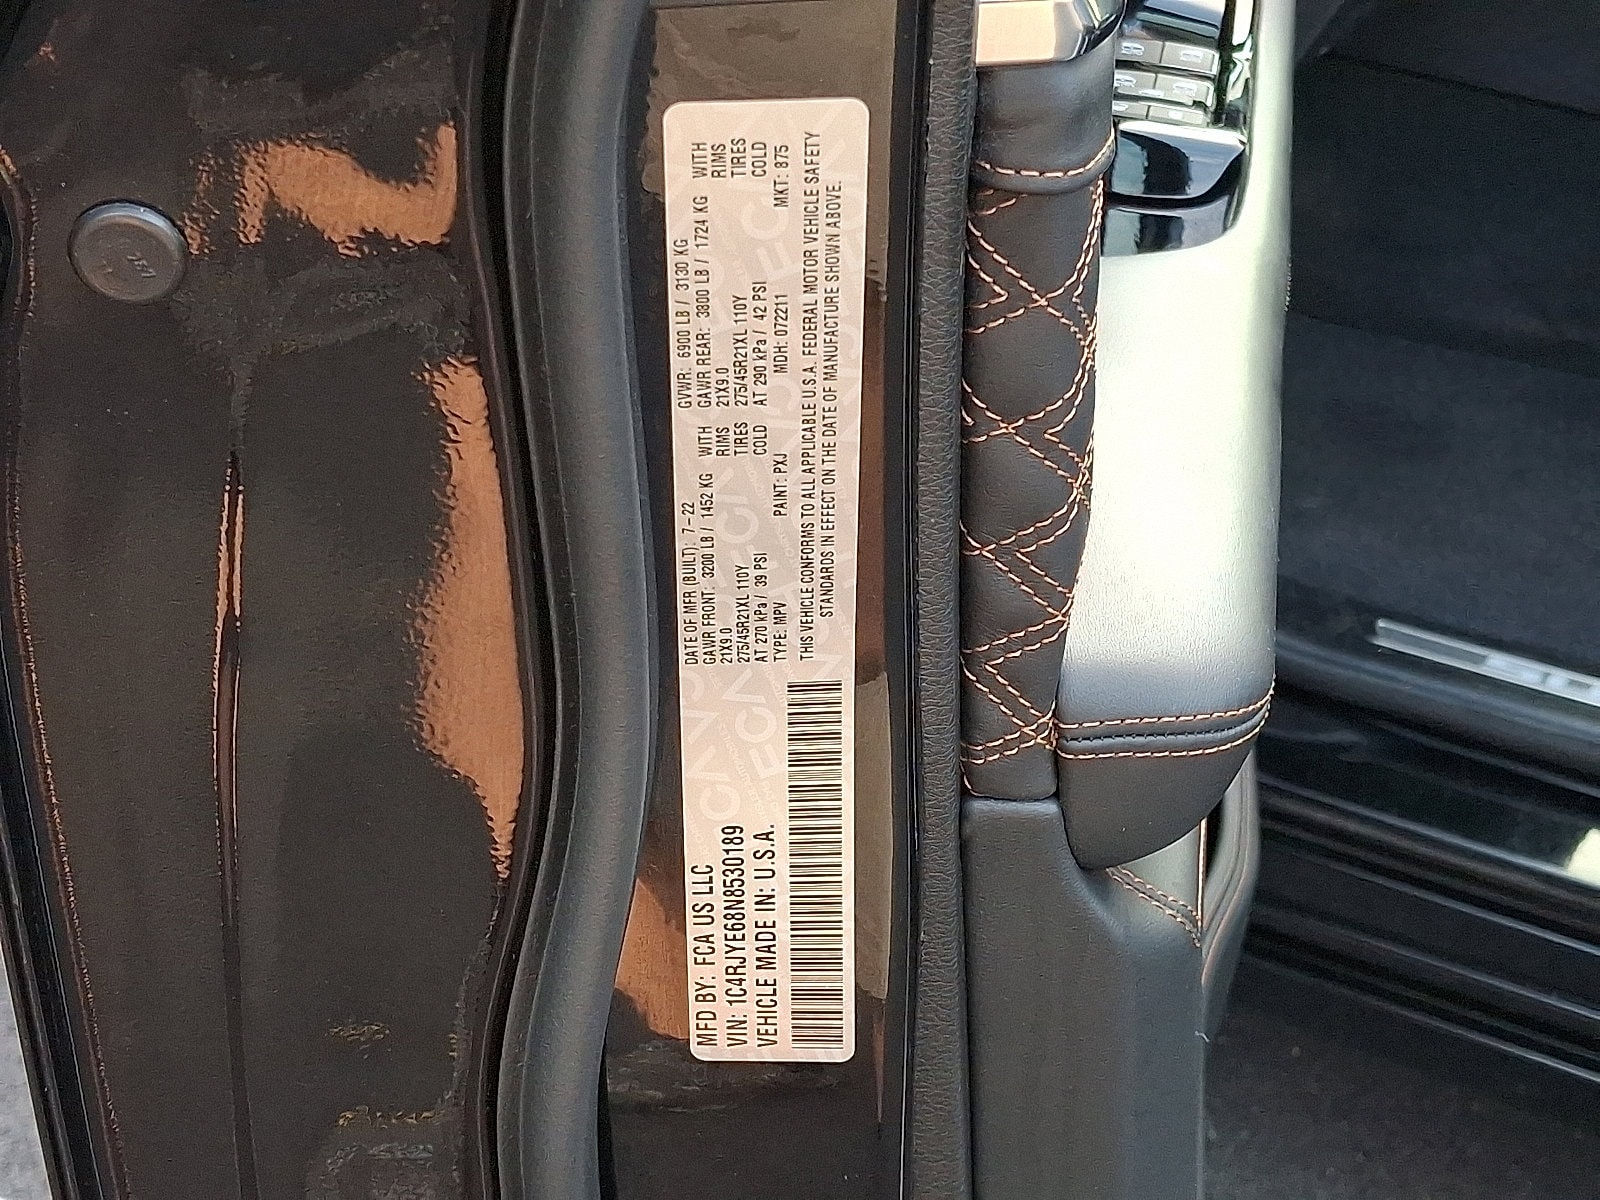 MFD BY: FCA US LLC
VIN: 1C4RJYE68N8530189
VEHICLE MADE IN: U.S.A.
DATE OF MFR (BUILT): 7-22 GVWR: 6900 LB / 3130 KG
GAWR FRONT: 3200 LB / 1452 KG WITH GAWR REAR: 3800 LB / 1724 KG WITH
21X9.0 RIMS 21X9.0 RIMS
275/45R21XL 110Y TIRES 275/45R21XL 110Y TIRES
AT 270 kPa / 39 PSI COLD AT 290 kPa / 42 PSI COLD
TYPE: MPV PAINT: PXJ MDH: 072211 MKT: 875
THIS VEHICLE CONFORMS TO ALL APPLICABLE U.S.A. FEDERAL MOTOR VEHICLE SAFETY
STANDARDS IN EFFECT ON THE DATE OF MANUFACTURE SHOWN ABOVE.